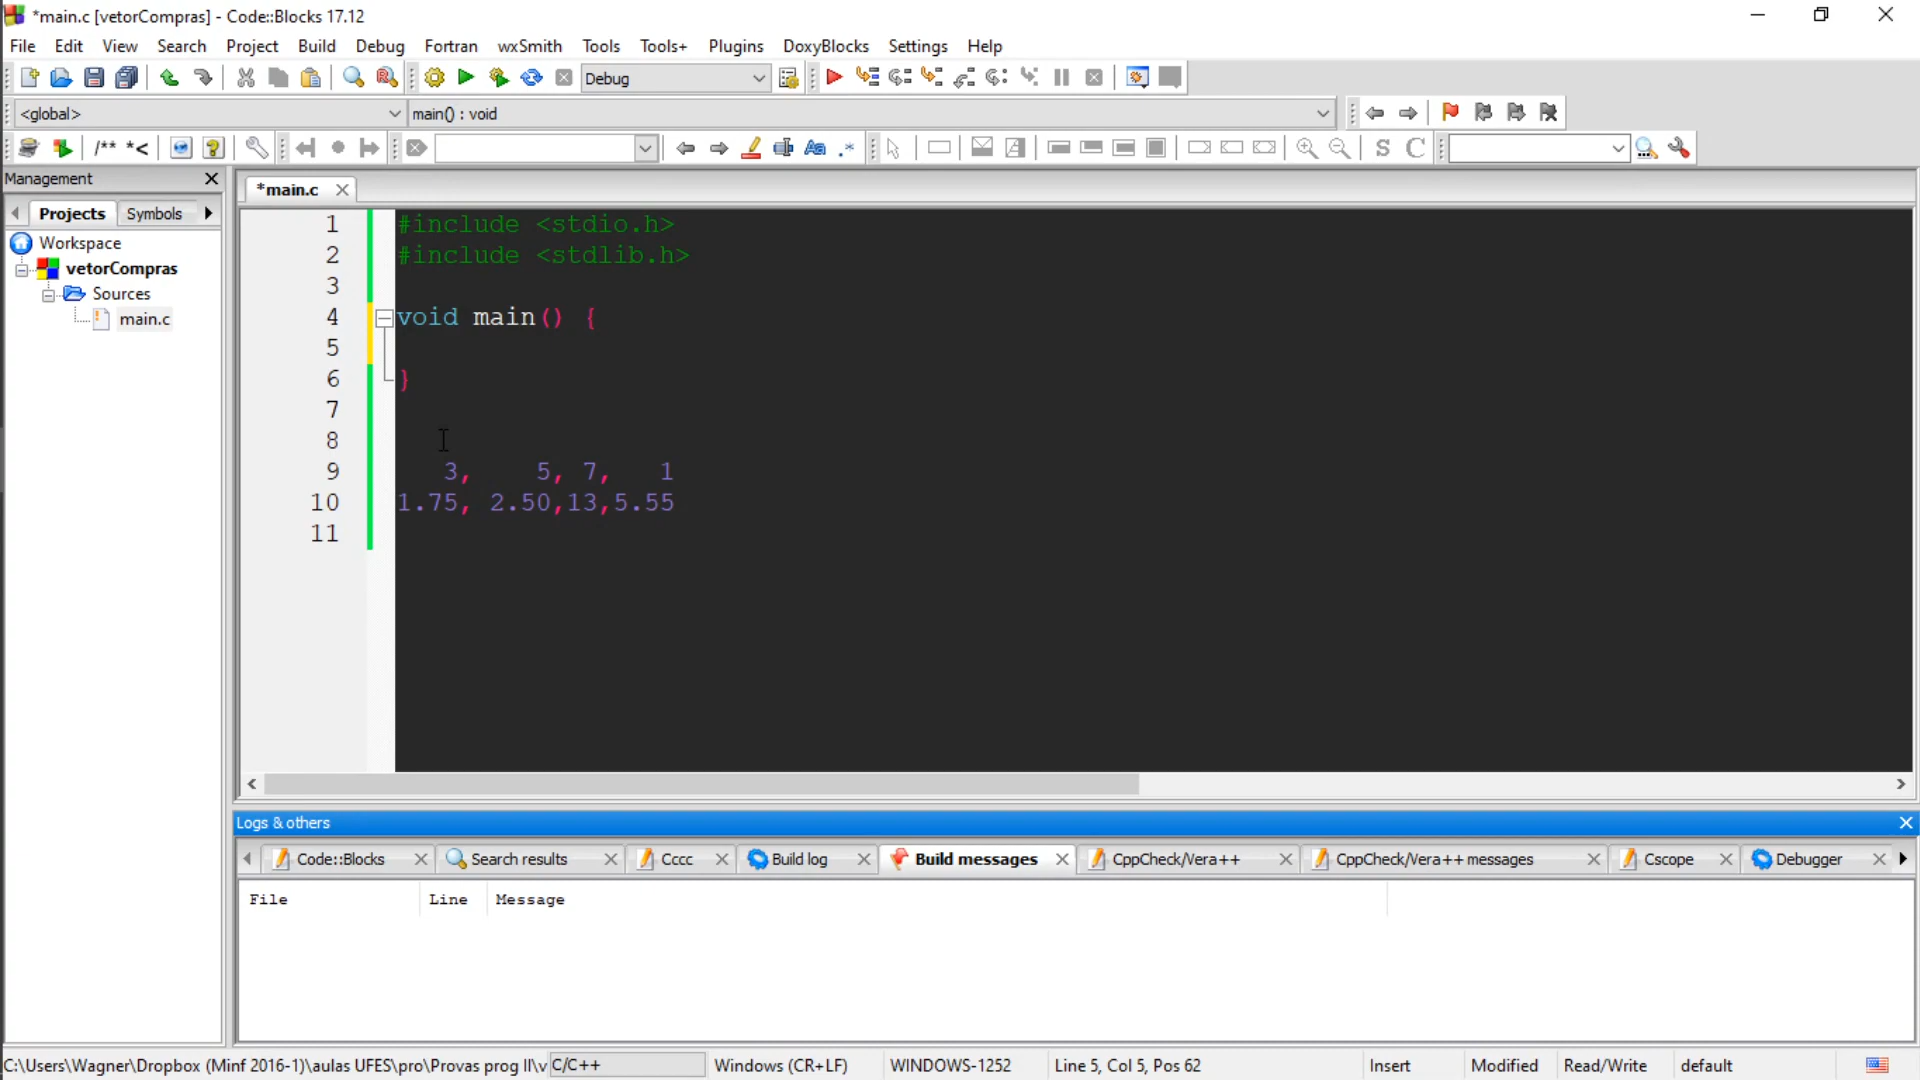 *main.c [vetorCompras] - Code::Blocks 17.12
File Edit View Search Project Build Debug Fortran wxSmith Tools Tools+ Plugins DoxyBlocks Settings Help
Debug
<global> main() : void
/** *<
Aa .* S C
Management
Projects Symbols
Workspace
vetorCompras
Sources
main.c
*main.c
1 #include <stdio.h>
2 #include <stdlib.h>
3
4 void main() {
5
6 }
7
8
9 3, 5, 7, 1
10 1.75, 2.50,13,5.55
11
Logs & others
Code::Blocks Search results Cccc Build log Build messages CppCheck/Vera++ CppCheck/Vera++ messages Cscope Debugger
File Line Message
C:\Users\Wagner\Dropbox (Minf 2016-1)\aulas UFES\pro\Provas prog II\v C/C++ Windows (CR+LF) WINDOWS-1252 Line 5, Col 5, Pos 62 Insert Modified Read/Write default